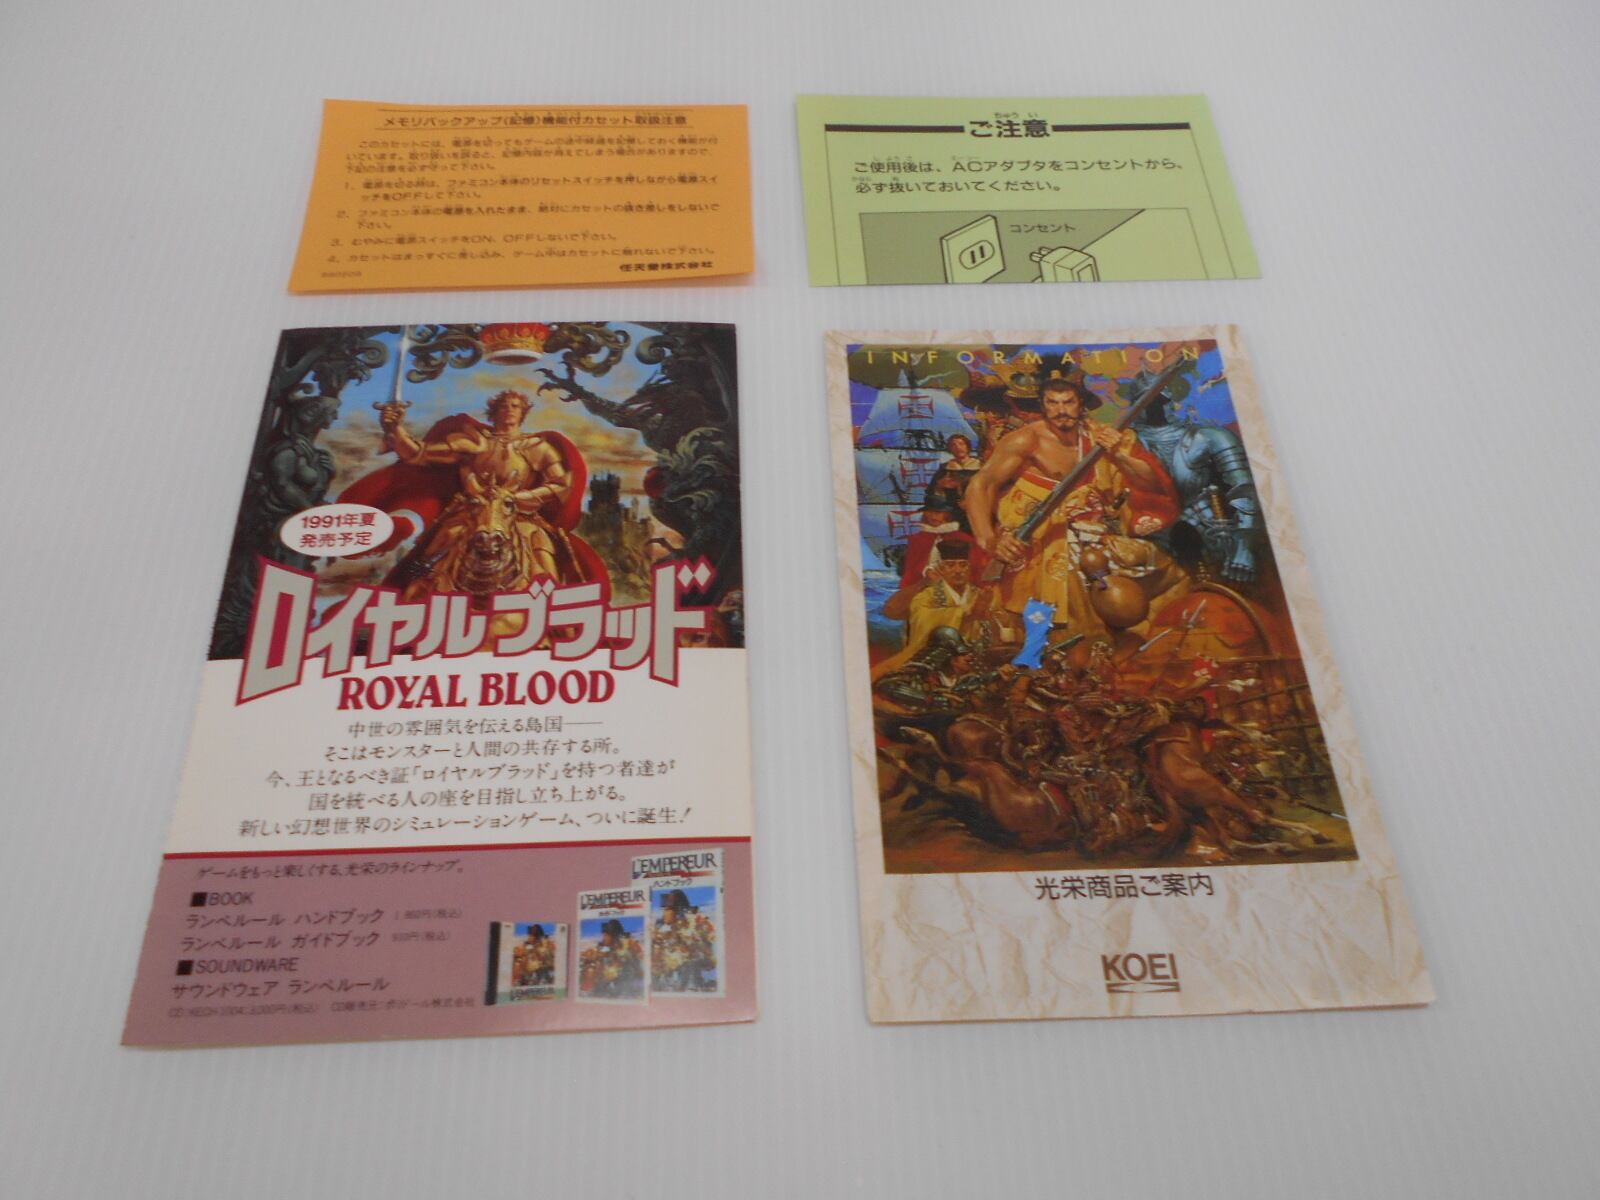 メモリバックアップ(記憶)機能付カセット取扱注意
このカセットには、電源を切ってもゲームの途中経過を記憶しておく機能が付
いています。取り扱いを誤ると、記憶内容が消えてしまう場合がありますので、
下記の注意を必ず守って下さい。
1. 電源を切る時は、ファミコン本体のリセットスイッチを押しながら電源スイ
ッチをOFFして下さい。
2. ファミコン本体の電源を入れたまま、絶対にカセットの抜き差しをしないで
下さい。
3. むやみに電源スイッチをON、OFFしないで下さい。
4. カセットはまっすぐに差し込み、ゲーム中はカセットに触れないで下さい。
任天堂株式会社
ちゅう い
ご注意
ご使用後は、ACアダプタをコンセントから、
必ず抜いておいてください。
コンセント
1991年夏
発売予定
ロイヤルブラッド
ROYAL BLOOD
中世の雰囲気を伝える島国――
そこはモンスターと人間の共存する所。
今、王となるべき証「ロイヤルブラッド」を持つ者達が
国を統べる人の座を目指し立ち上がる。
新しい幻想世界のシミュレーションゲーム、ついに誕生!
ゲームをもっと楽しくする、光栄のラインナップ。
■BOOK
ランペルール ハンドブック
ランペルール ガイドブック
■SOUNDWARE
サウンドウェア ランペルール
L'EMPEREUR
ハンドブック
L'EMPEREUR
L'EMPEREUR
INFORMATION
光栄商品ご案内
KOEI